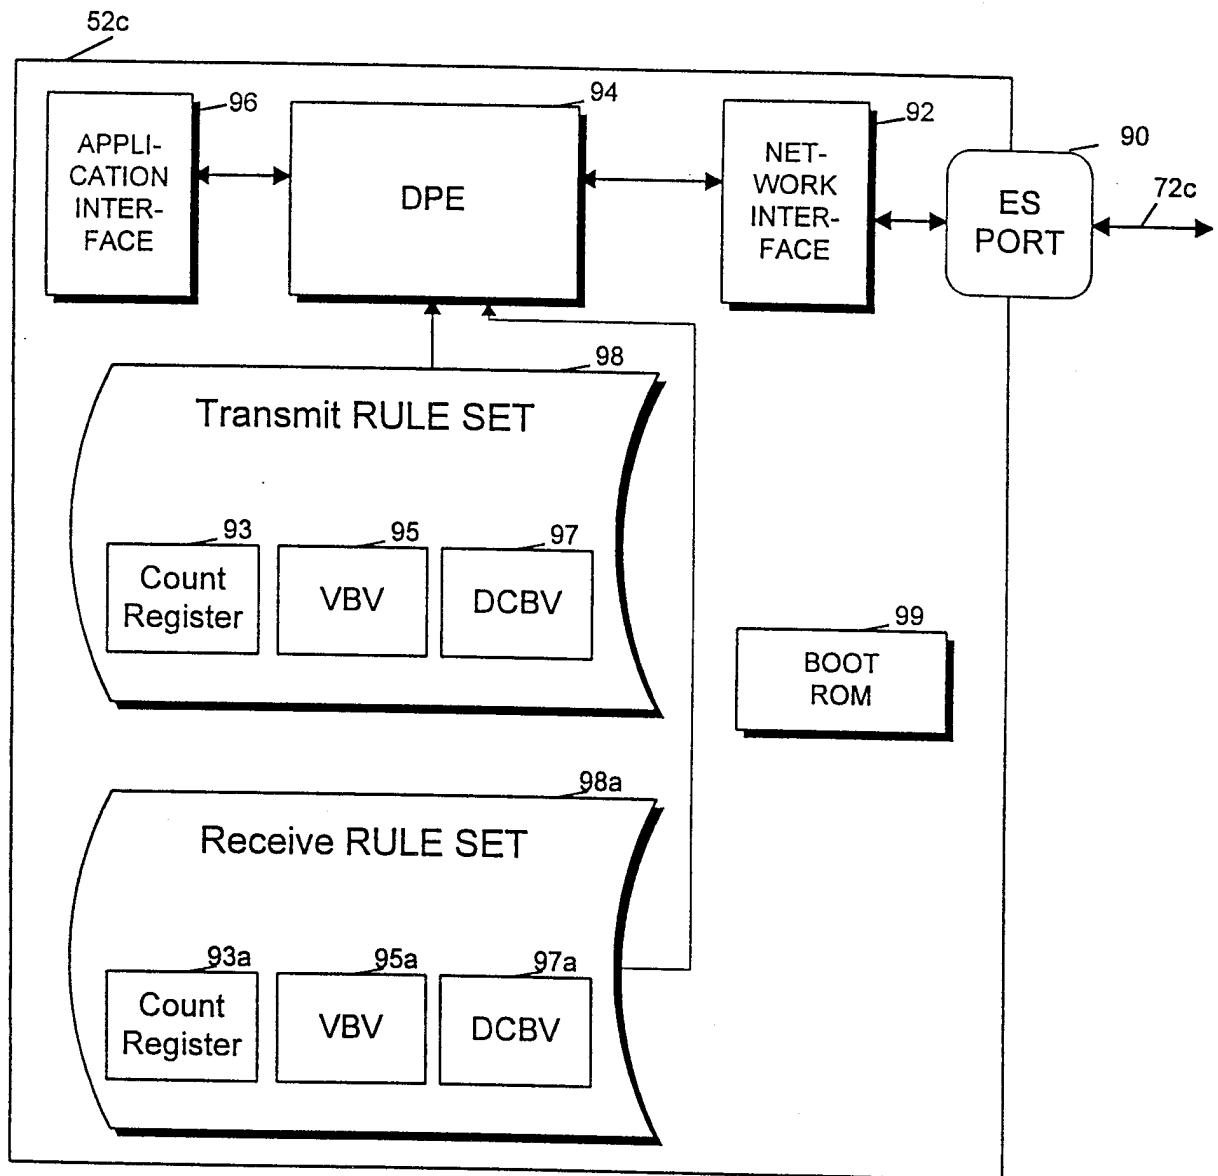 52c
96
APPLI-
CATION
INTER-
FACE
94
DPE
92
NET-
WORK
INTER-
FACE
90
ES
PORT
72c
98
Transmit RULE SET
93
Count
Register
95
VBV
97
DCBV
99
BOOT
ROM
98a
Receive RULE SET
93a
Count
Register
95a
VBV
97a
DCBV